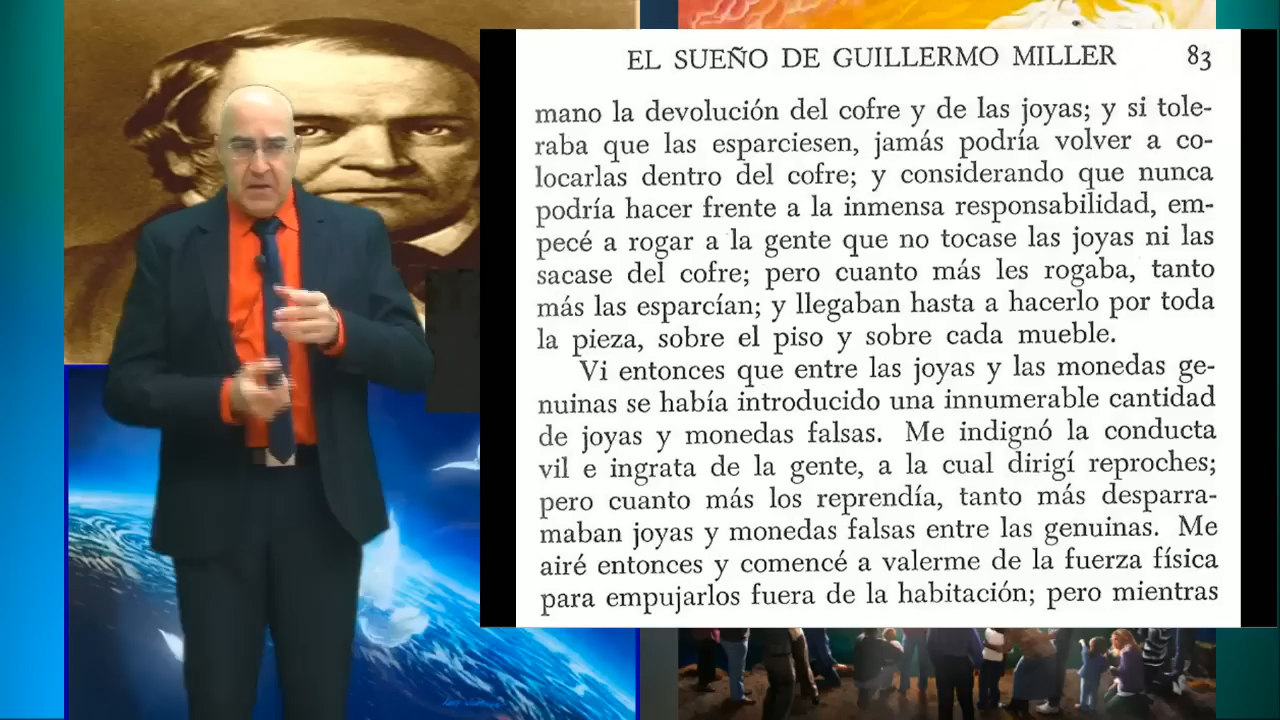 EL SUEÑO DE GUILLERMO MILLER 83
mano la devolución del cofre y de las joyas; y si tole-
raba que las esparciesen, jamás podría volver a co-
locarlas dentro del cofre; y considerando que nunca
podría hacer frente a la inmensa responsabilidad, em-
pecé a rogar a la gente que no tocase las joyas ni las
sacase del cofre; pero cuanto más les rogaba, tanto
más las esparcían; y llegaban hasta a hacerlo por toda
la pieza, sobre el piso y sobre cada mueble.
Vi entonces que entre las joyas y las monedas ge-
nuinas se había introducido una innumerable cantidad
de joyas y monedas falsas. Me indignó la conducta
vil e ingrata de la gente, a la cual dirigí reproches;
pero cuanto más los reprendía, tanto más desparra-
maban joyas y monedas falsas entre las genuinas. Me
airé entonces y comencé a valerme de la fuerza física
para empujarlos fuera de la habitación; pero mientras